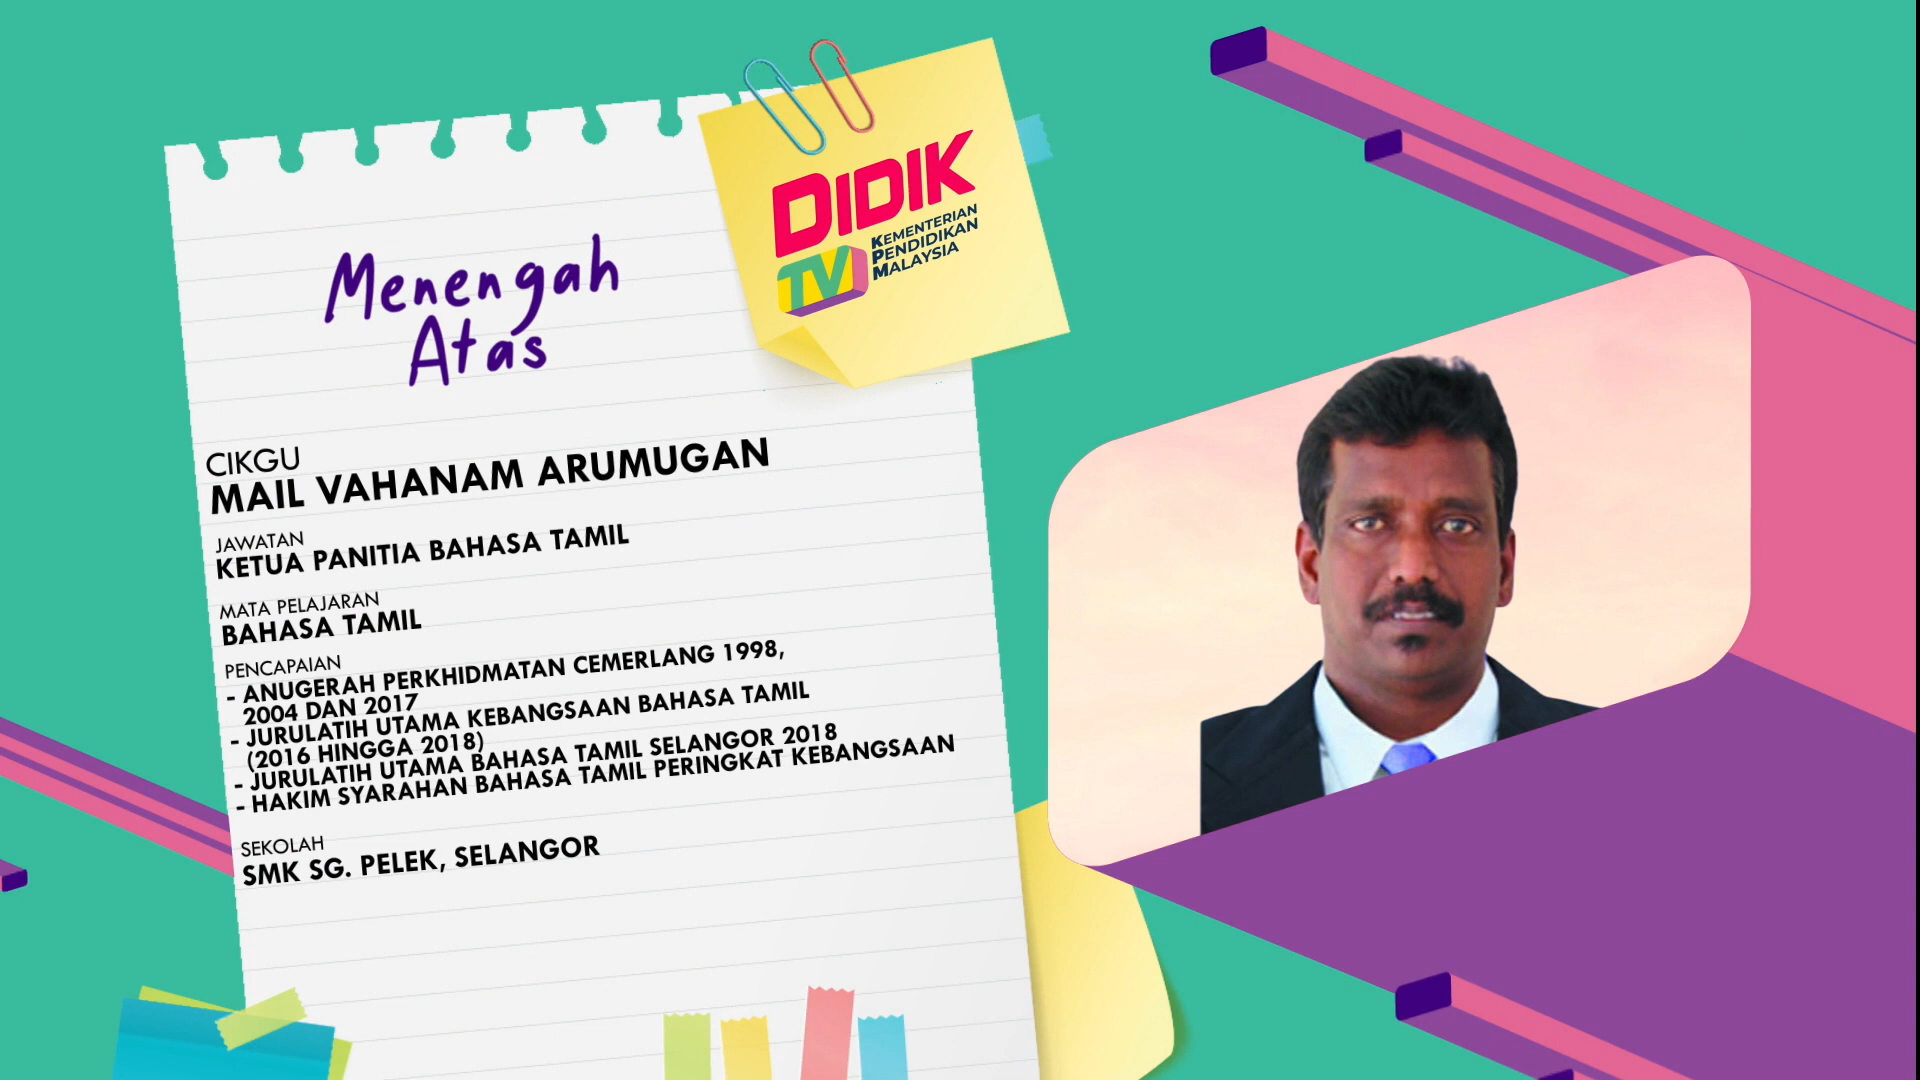 Menengah
Atas
DIDIK
TV
KEMENTERIAN
PENDIDIKAN
MALAYSIA
CIKGU
MAIL VAHANAM ARUMUGAN
JAWATAN
KETUA PANITIA BAHASA TAMIL
MATA PELAJARAN
BAHASA TAMIL
PENCAPAIAN
- ANUGERAH PERKHIDMATAN CEMERLANG 1998,
2004 DAN 2017
- JURULATIH UTAMA KEBANGSAAN BAHASA TAMIL
(2016 HINGGA 2018)
- JURULATIH UTAMA BAHASA TAMIL SELANGOR 2018
- HAKIM SYARAHAN BAHASA TAMIL PERINGKAT KEBANGSAAN
SEKOLAH
SMK SG. PELEK, SELANGOR